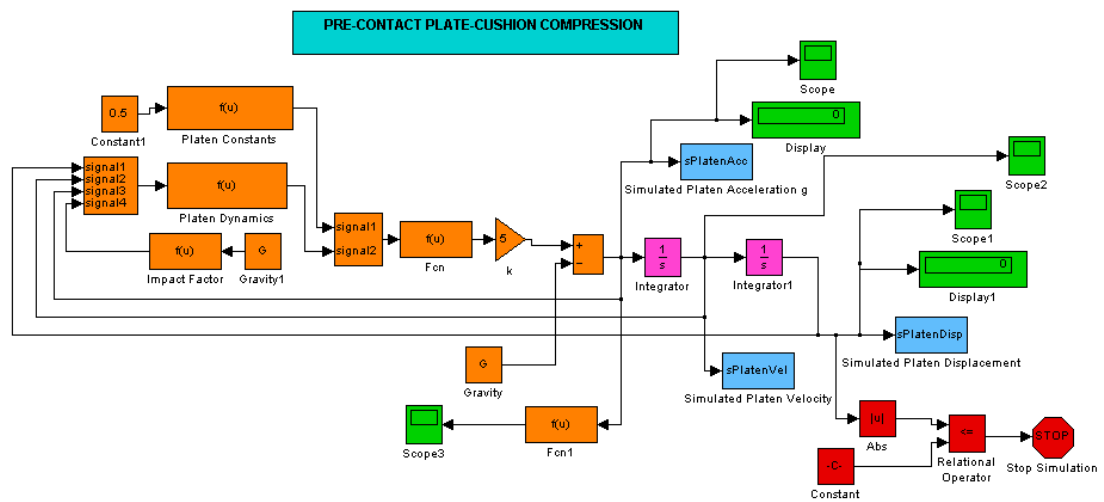 PRE-CONTACT PLATE-CUSHION COMPRESSION
Scope
0.5
Constant1
f(u)
Platen Constants
0
Display
signal1
signal2
signal3
signal4
f(u)
Platen Dynamics
sPlatenAcc
Simulated Platen Acceleration g
Scope2
Scope1
f(u)
Impact Factor
G
Gravity1
signal1
signal2
f(u)
Fcn
5
k
+
−
1
s
Integrator
1
s
Integrator1
0
Display1
sPlatenDisp
Simulated Platen Displacement
G
Gravity
sPlatenVel
Simulated Platen Velocity
Scope3
f(u)
Fcn1
|u|
Abs
<=
Relational
Operator
STOP
Stop Simulation
-C-
Constant